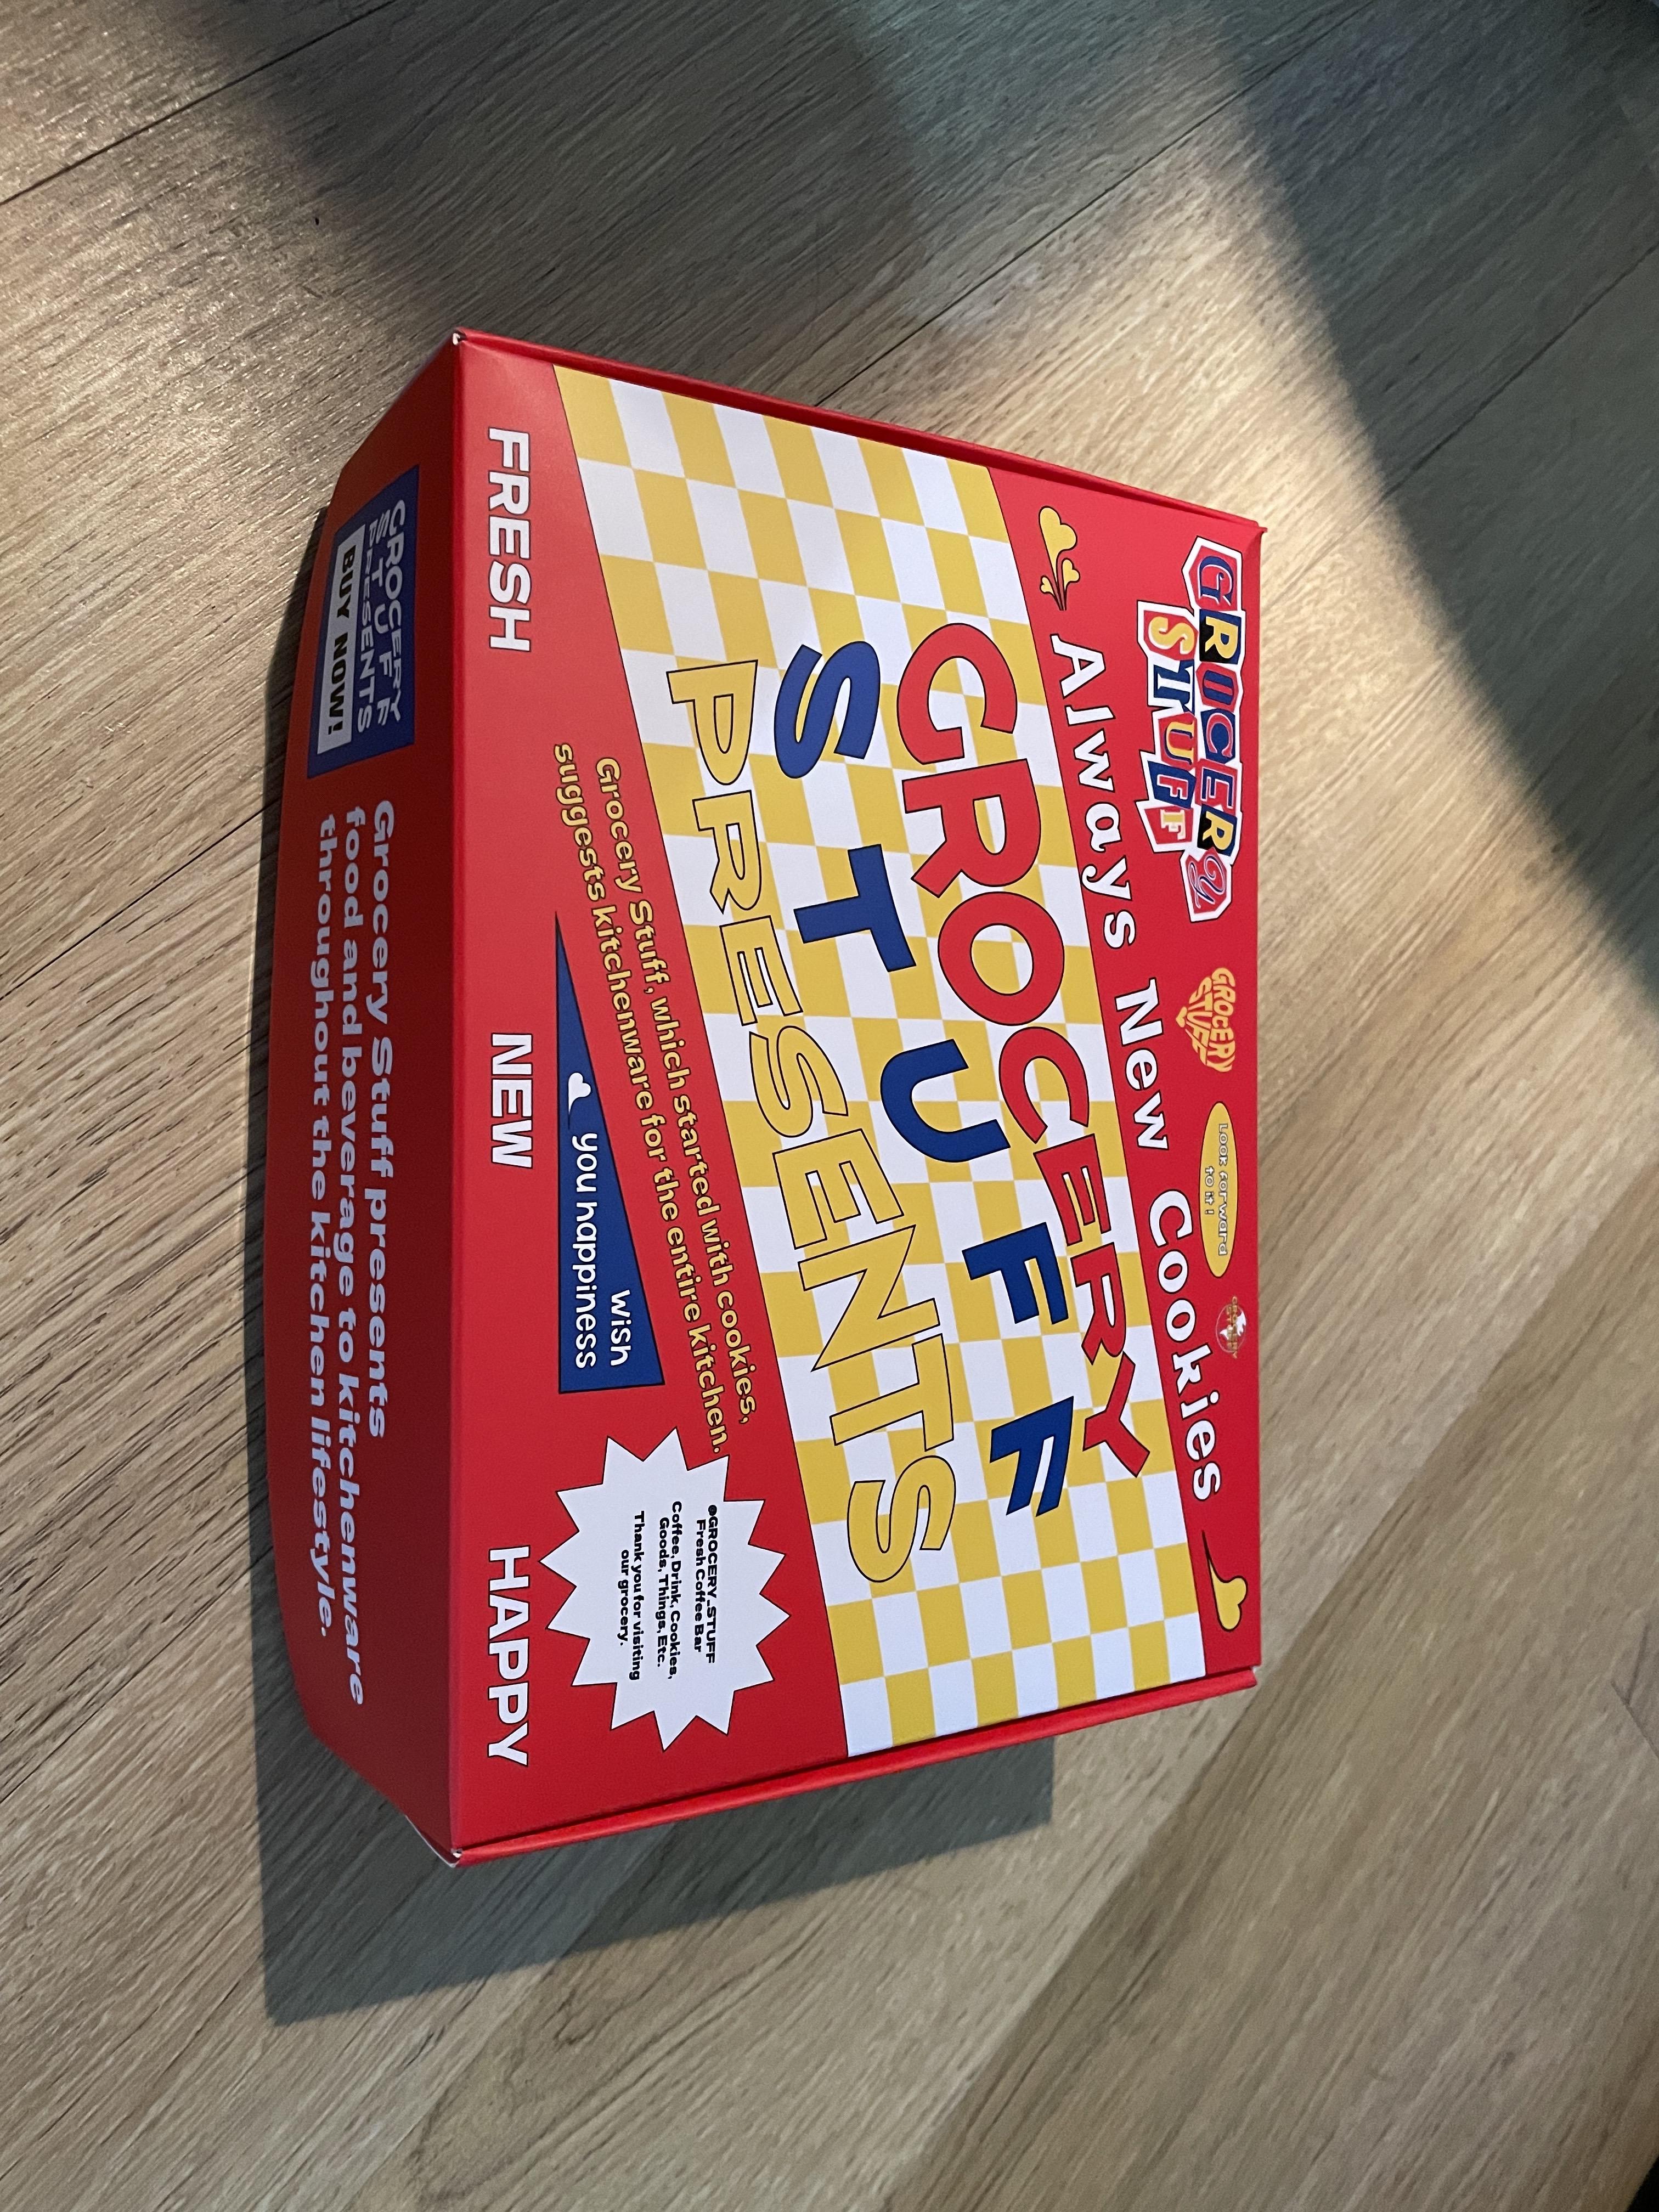 GROCERY
STUFF
GROCERY
STUFF
Look forward
to it!
Always New Cookies
GROCERY
STUFF
PRESENTS
Grocery Stuff, which started with cookies,
suggests kitchenware for the entire kitchen.
wish
you happiness
@GROCERY_STUFF
Fresh Coffee Bar
Coffee, Drink, Cookies,
Goods, Things, Etc.
Thank you for visiting
our grocery.
FRESH NEW HAPPY
GROCERY
STUFF
PRESENTS
BUY NOW!
Grocery Stuff presents
food and beverage to kitchenware
throughout the kitchen lifestyle.